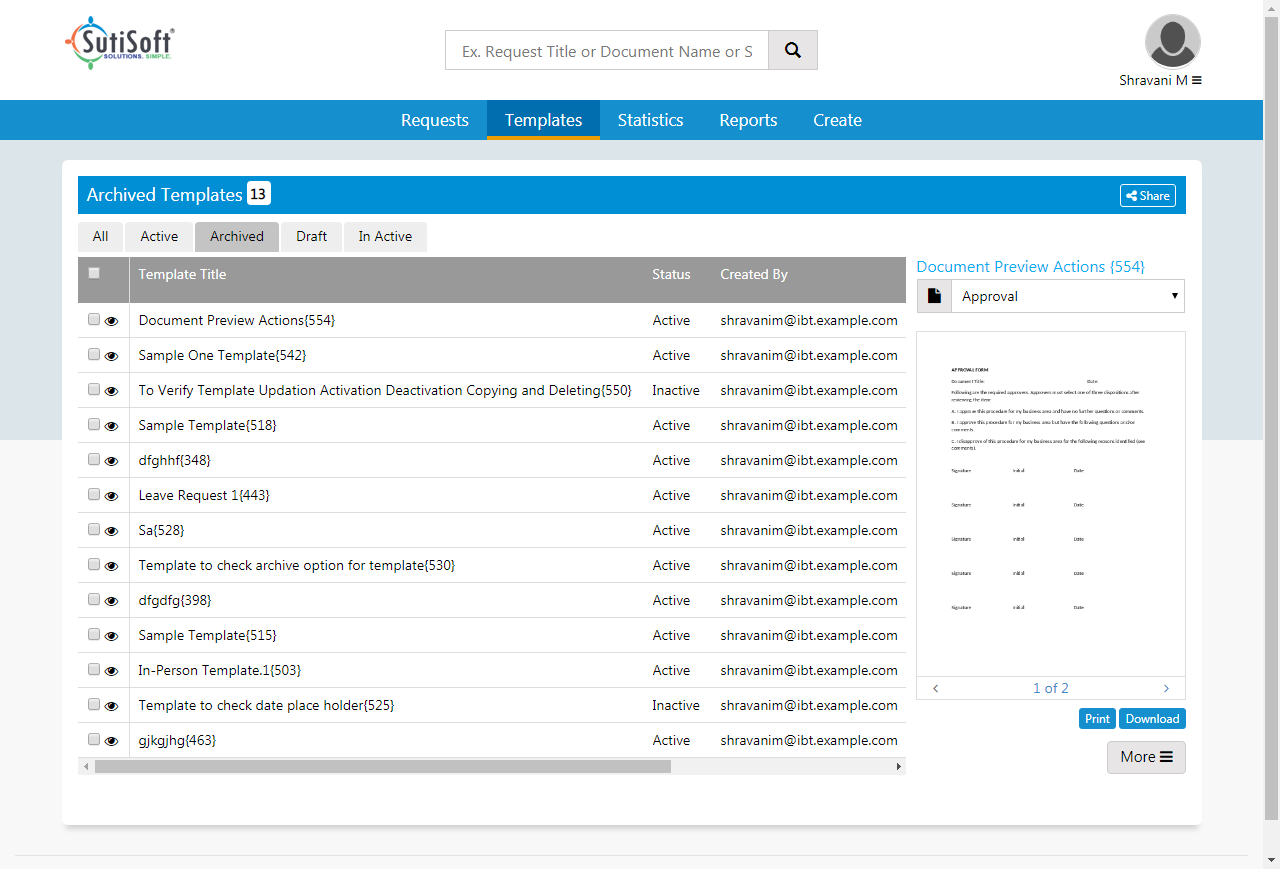 SutiSoft®
SOLUTIONS. SIMPLE.
Ex. Request Title or Document Name or S
Shravani M
Requests Templates Statistics Reports Create
Archived Templates 13
Share
All Active Archived Draft In Active
Template Title Status Created By
Document Preview Actions{554} Active shravanim@ibt.example.com
Sample One Template{542} Active shravanim@ibt.example.com
To Verify Template Updation Activation Deactivation Copying and Deleting{550} Inactive shravanim@ibt.example.com
Sample Template{518} Active shravanim@ibt.example.com
dfghhf{348} Active shravanim@ibt.example.com
Leave Request 1{443} Active shravanim@ibt.example.com
Sa{528} Active shravanim@ibt.example.com
Template to check archive option for template{530} Active shravanim@ibt.example.com
dfgdfg{398} Active shravanim@ibt.example.com
Sample Template{515} Active shravanim@ibt.example.com
In-Person Template.1{503} Active shravanim@ibt.example.com
Template to check date place holder{525} Inactive shravanim@ibt.example.com
gjkgjhg{463} Active shravanim@ibt.example.com
Document Preview Actions {554}
Approval
APPROVAL FORM
Document Title: Date:
Following are the required approvers. Approvers must select one of three dispositions after
reviewing the item:
A. I approve this procedure for my business area and have no further questions or comments.
B. I approve this procedure for my business area but have the following questions and/or
comments.
C. I disapprove of this procedure for my business area for the following reasons identified (see
comments).
Signature Initial Date
Signature Initial Date
Signature Initial Date
Signature Initial Date
Signature Initial Date
1 of 2
Print Download
More